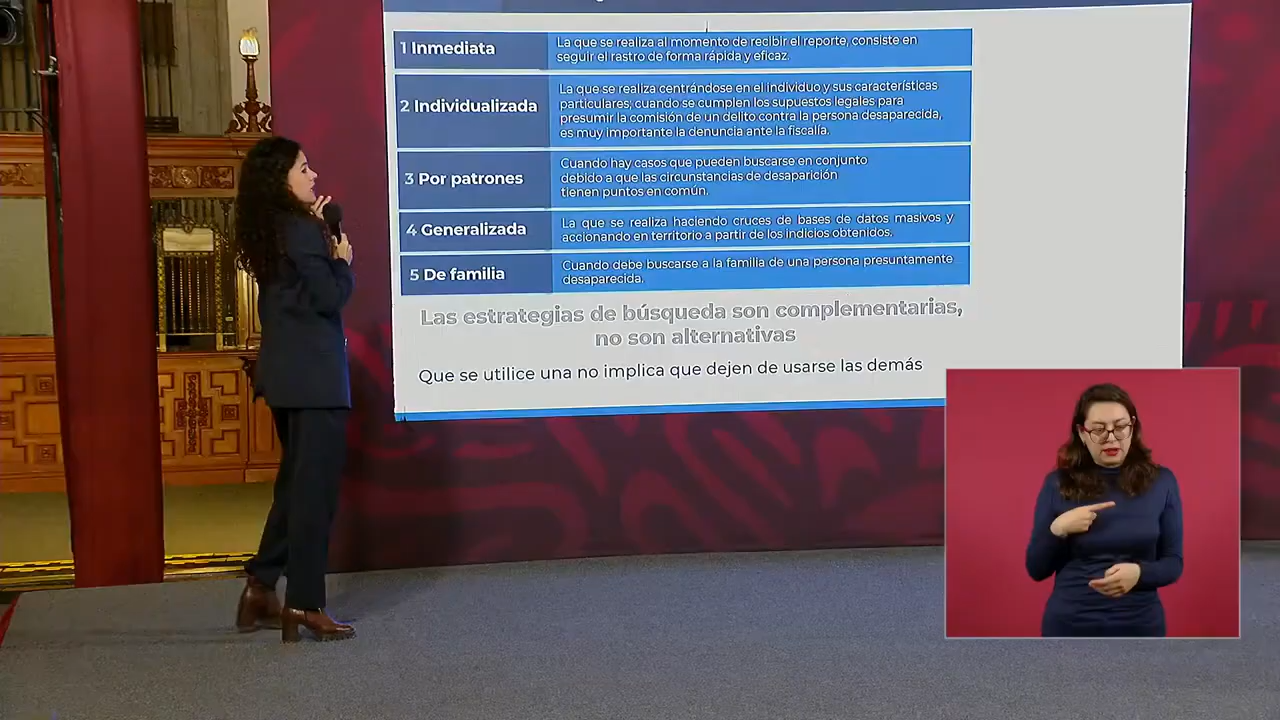 1 Inmediata
La que se realiza al momento de recibir el reporte, consiste en
seguir el rastro de forma rápida y eficaz.
2 Individualizada
La que se realiza centrándose en el individuo y sus características
particulares; cuando se cumplen los supuestos legales para
presumir la comisión de un delito contra la persona desaparecida,
es muy importante la denuncia ante la fiscalía.
3 Por patrones
Cuando hay casos que pueden buscarse en conjunto
debido a que las circunstancias de desaparición
tienen puntos en común.
4 Generalizada
La que se realiza haciendo cruces de bases de datos masivos y
accionando en territorio a partir de los indicios obtenidos.
5 De familia
Cuando debe buscarse a la familia de una persona presuntamente
desaparecida.
Las estrategias de búsqueda son complementarias,
no son alternativas
Que se utilice una no implica que dejen de usarse las demás